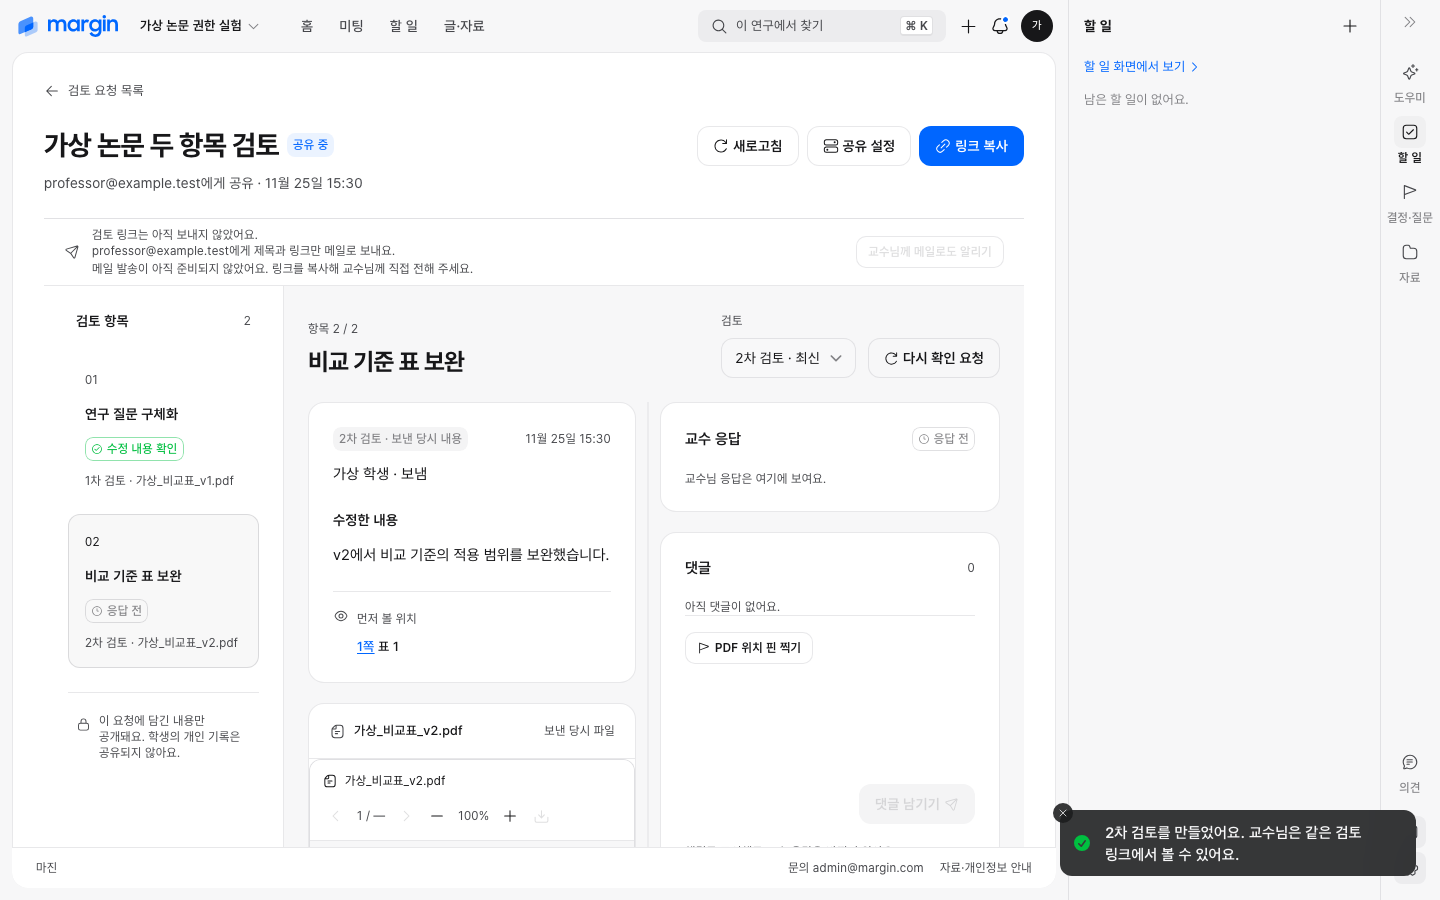 margin
가상 논문 권한 실험
홈
미팅
할 일
글·자료
이 연구에서 찾기
⌘ K
가
검토 요청 목록
가상 논문 두 항목 검토
공유 중
새로고침
공유 설정
링크 복사
professor@example.test에게 공유 · 11월 25일 15:30
검토 링크는 아직 보내지 않았어요.
professor@example.test에게 제목과 링크만 메일로 보내요.
메일 발송이 아직 준비되지 않았어요. 링크를 복사해 교수님께 직접 전해 주세요.
교수님께 메일로도 알리기
검토 항목
2
01
연구 질문 구체화
수정 내용 확인
1차 검토 · 가상_비교표_v1.pdf
02
비교 기준 표 보완
응답 전
2차 검토 · 가상_비교표_v2.pdf
이 요청에 담긴 내용만
공개돼요. 학생의 개인 기록은
공유되지 않아요.
항목 2 / 2
비교 기준 표 보완
검토
2차 검토 · 최신
다시 확인 요청
2차 검토 · 보낸 당시 내용
11월 25일 15:30
가상 학생 · 보냄
수정한 내용
v2에서 비교 기준의 적용 범위를 보완했습니다.
먼저 볼 위치
1쪽 표 1
가상_비교표_v2.pdf
보낸 당시 파일
가상_비교표_v2.pdf
1 / —
100%
교수 응답
응답 전
교수님 응답은 여기에 보여요.
댓글
0
아직 댓글이 없어요.
PDF 위치 핀 찍기
댓글 남기기
마진
문의 admin@margin.com
자료·개인정보 안내
할 일
할 일 화면에서 보기
남은 할 일이 없어요.
도우미
할 일
결정·질문
자료
의견
2차 검토를 만들었어요. 교수님은 같은 검토
링크에서 볼 수 있어요.